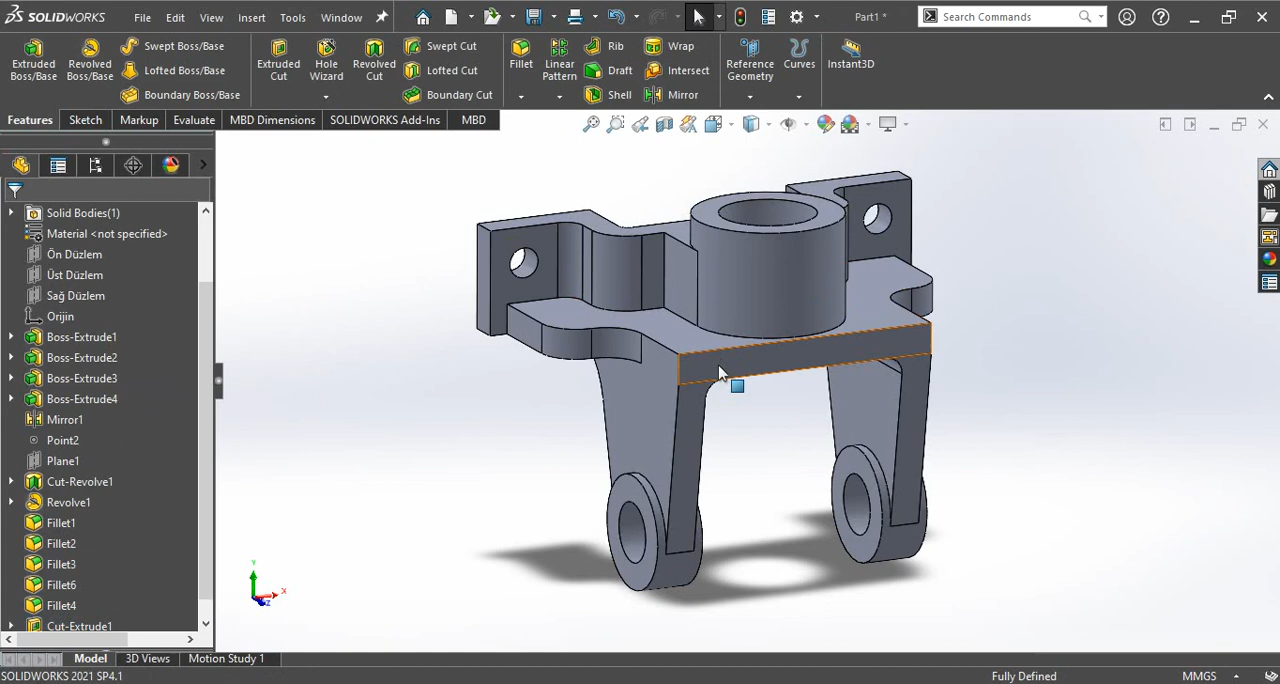 SOLIDWORKS File Edit View Insert Tools Window Part1 * Search Commands
Extruded Boss/Base
Revolved Boss/Base
Swept Boss/Base
Lofted Boss/Base
Boundary Boss/Base
Extruded Cut
Hole Wizard
Revolved Cut
Swept Cut
Lofted Cut
Boundary Cut
Fillet
Linear Pattern
Rib
Draft
Shell
Wrap
Intersect
Mirror
Reference Geometry
Curves
Instant3D
Features Sketch Markup Evaluate MBD Dimensions SOLIDWORKS Add-Ins MBD
Solid Bodies(1)
Material <not specified>
Ön Düzlem
Üst Düzlem
Sağ Düzlem
Orijin
Boss-Extrude1
Boss-Extrude2
Boss-Extrude3
Boss-Extrude4
Mirror1
Point2
Plane1
Cut-Revolve1
Revolve1
Fillet1
Fillet2
Fillet3
Fillet6
Fillet4
Cut-Extrude1
Y
X
Z
Model 3D Views Motion Study 1
SOLIDWORKS 2021 SP4.1 Fully Defined MMGS